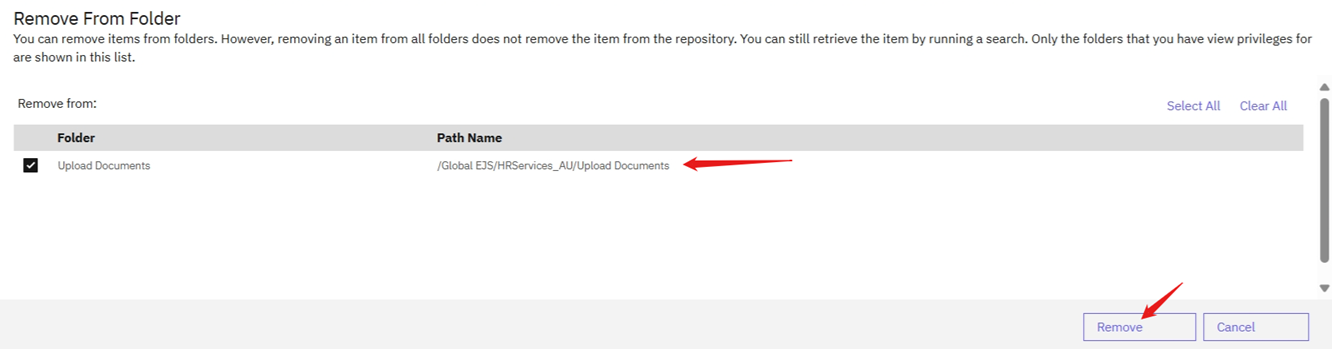 Remove From Folder
You can remove items from folders. However, removing an item from all folders does not remove the item from the repository. You can still retrieve the item by running a search. Only the folders that you have view privileges for
are shown in this list.
Remove from:
Select All Clear All
Folder Path Name
Upload Documents /Global EJS/HRServices_AU/Upload Documents
Remove Cancel